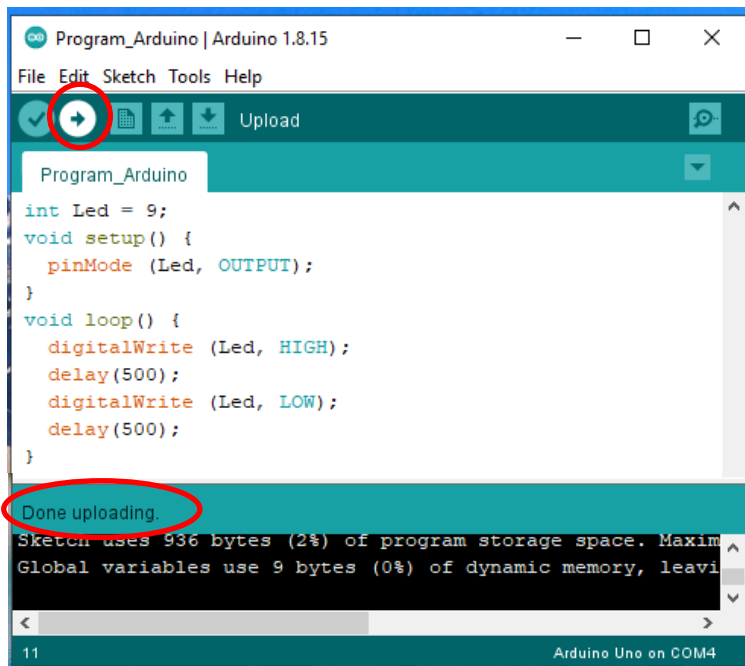 Program_Arduino | Arduino 1.8.15
File Edit Sketch Tools Help
Upload
Program_Arduino
int Led = 9;
void setup() {
  pinMode (Led, OUTPUT);
}
void loop() {
  digitalWrite (Led, HIGH);
  delay(500);
  digitalWrite (Led, LOW);
  delay(500);
}
Done uploading.
Sketch uses 936 bytes (2%) of program storage space. Maxim
Global variables use 9 bytes (0%) of dynamic memory, leavi
11 Arduino Uno on COM4